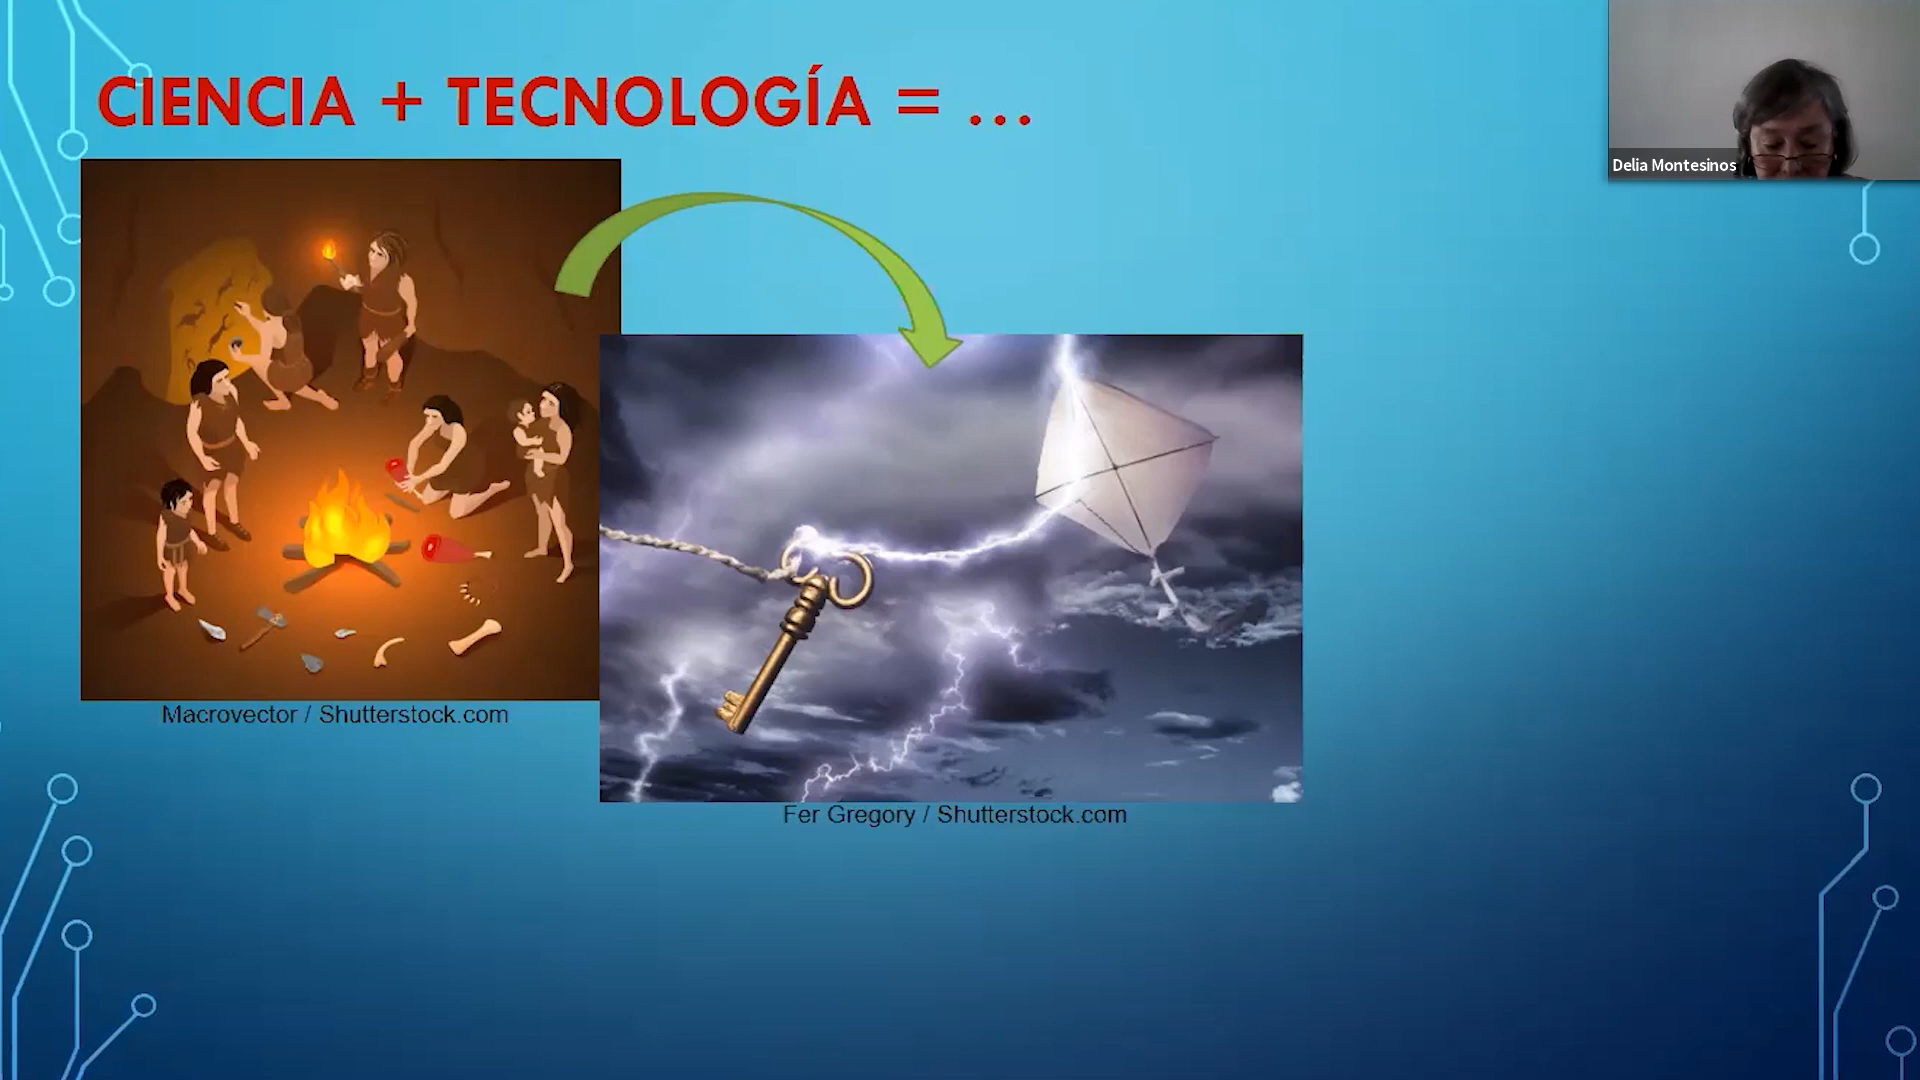 CIENCIA + TECNOLOGÍA = ...
Delia Montesinos
Macrovector / Shutterstock.com
Fer Gregory / Shutterstock.com